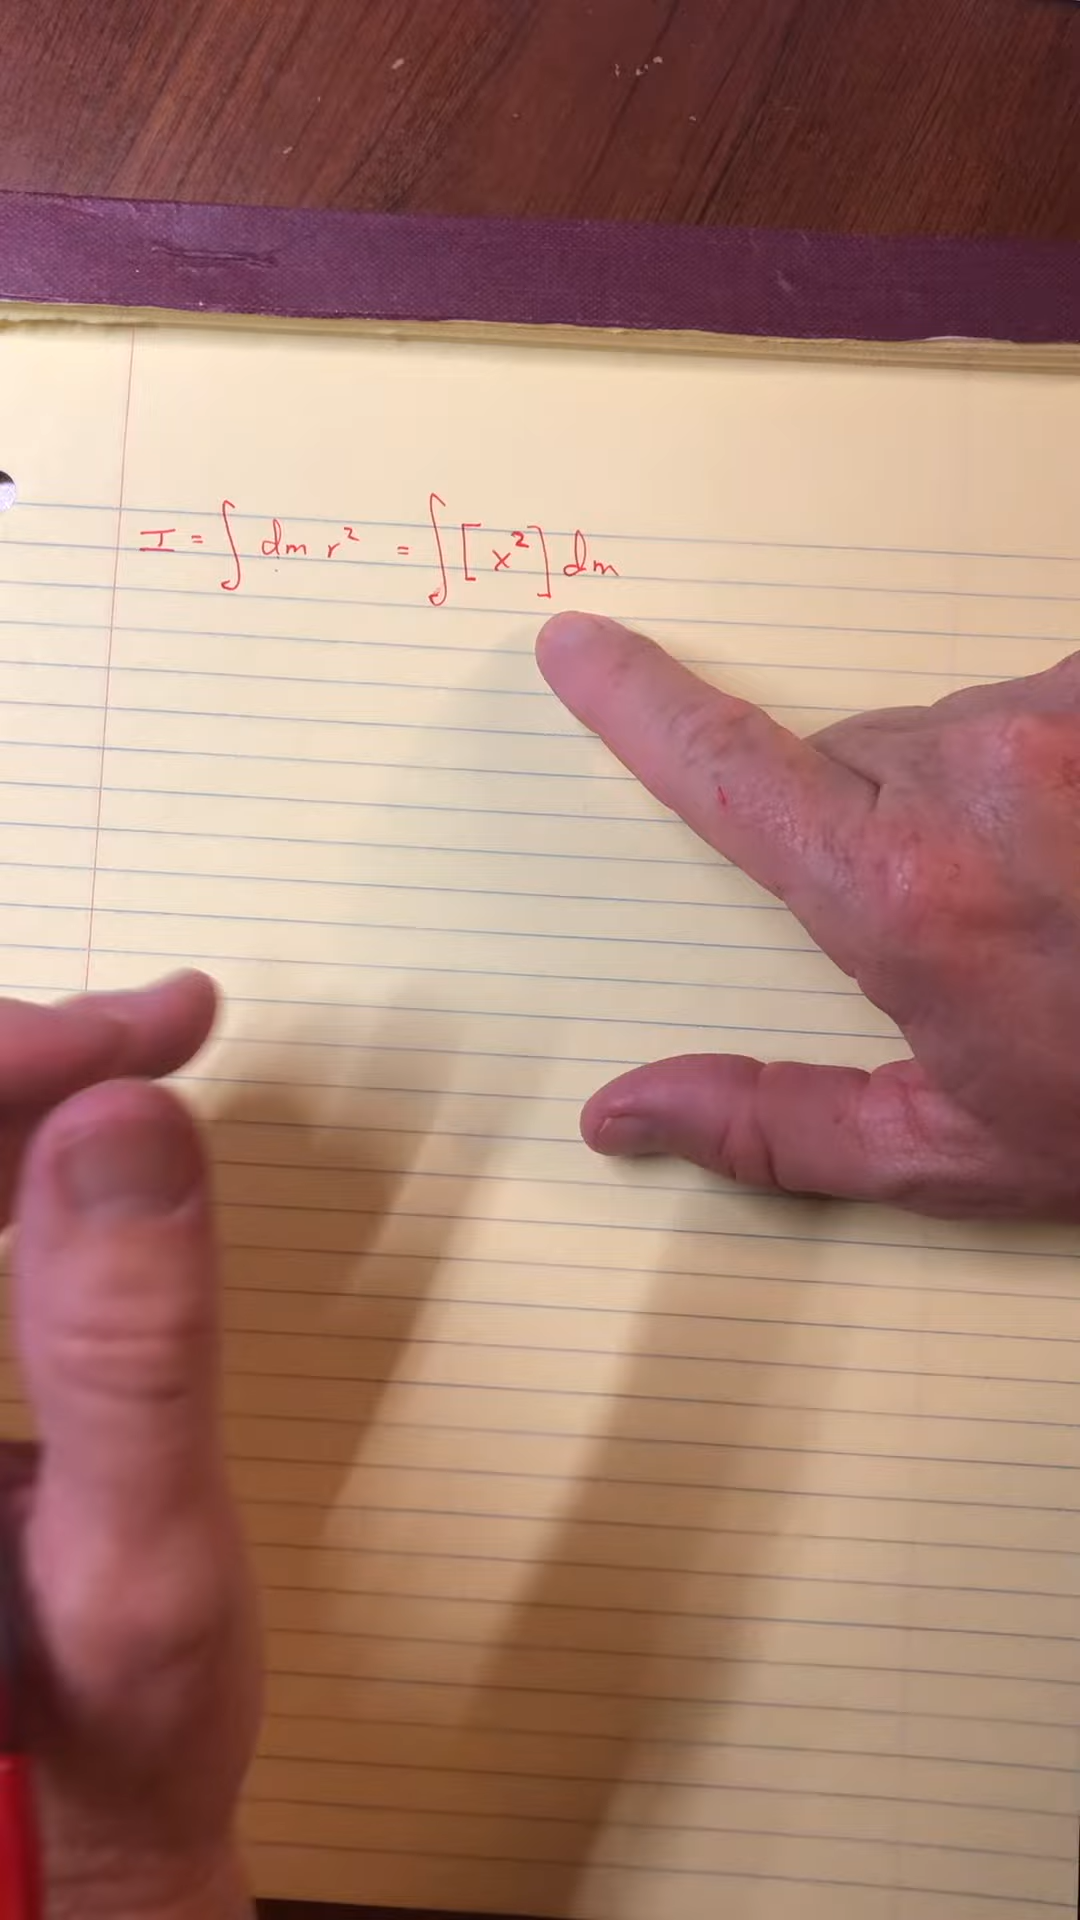 I = ∫ dm r² = ∫ [x²] dm